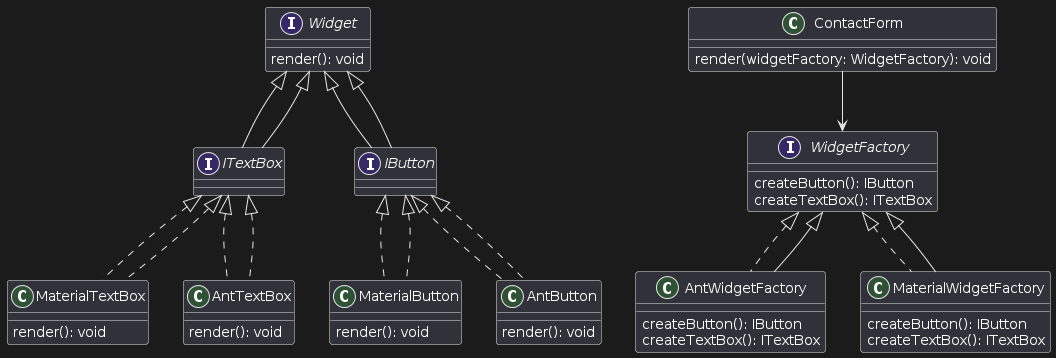 I Widget
render(): void
C ContactForm
render(widgetFactory: WidgetFactory): void
I ITextBox
I IButton
I WidgetFactory
createButton(): IButton
createTextBox(): ITextBox
C MaterialTextBox
render(): void
C AntTextBox
render(): void
C MaterialButton
render(): void
C AntButton
render(): void
C AntWidgetFactory
createButton(): IButton
createTextBox(): ITextBox
C MaterialWidgetFactory
createButton(): IButton
createTextBox(): ITextBox